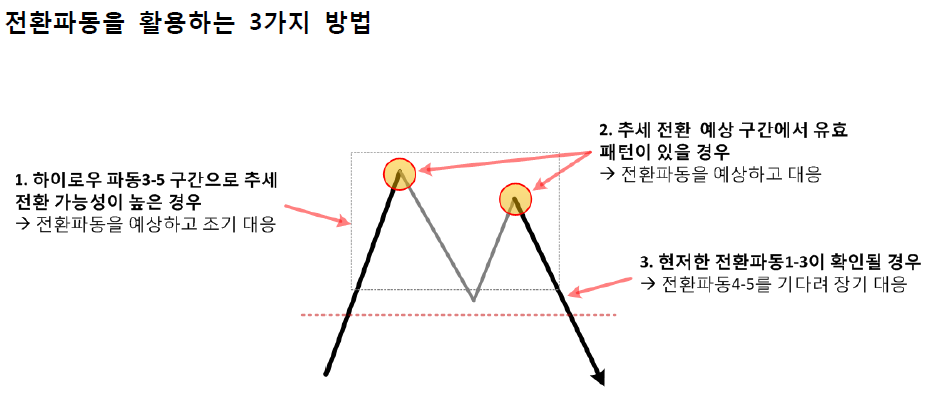 전환파동을 활용하는 3가지 방법
2. 추세 전환 예상 구간에서 유효
패턴이 있을 경우
→ 전환파동을 예상하고 대응
1. 하이로우 파동3-5 구간으로 추세
전환 가능성이 높은 경우
→ 전환파동을 예상하고 조기 대응
3. 현저한 전환파동1-3이 확인될 경우
→ 전환파동4-5를 기다려 장기 대응